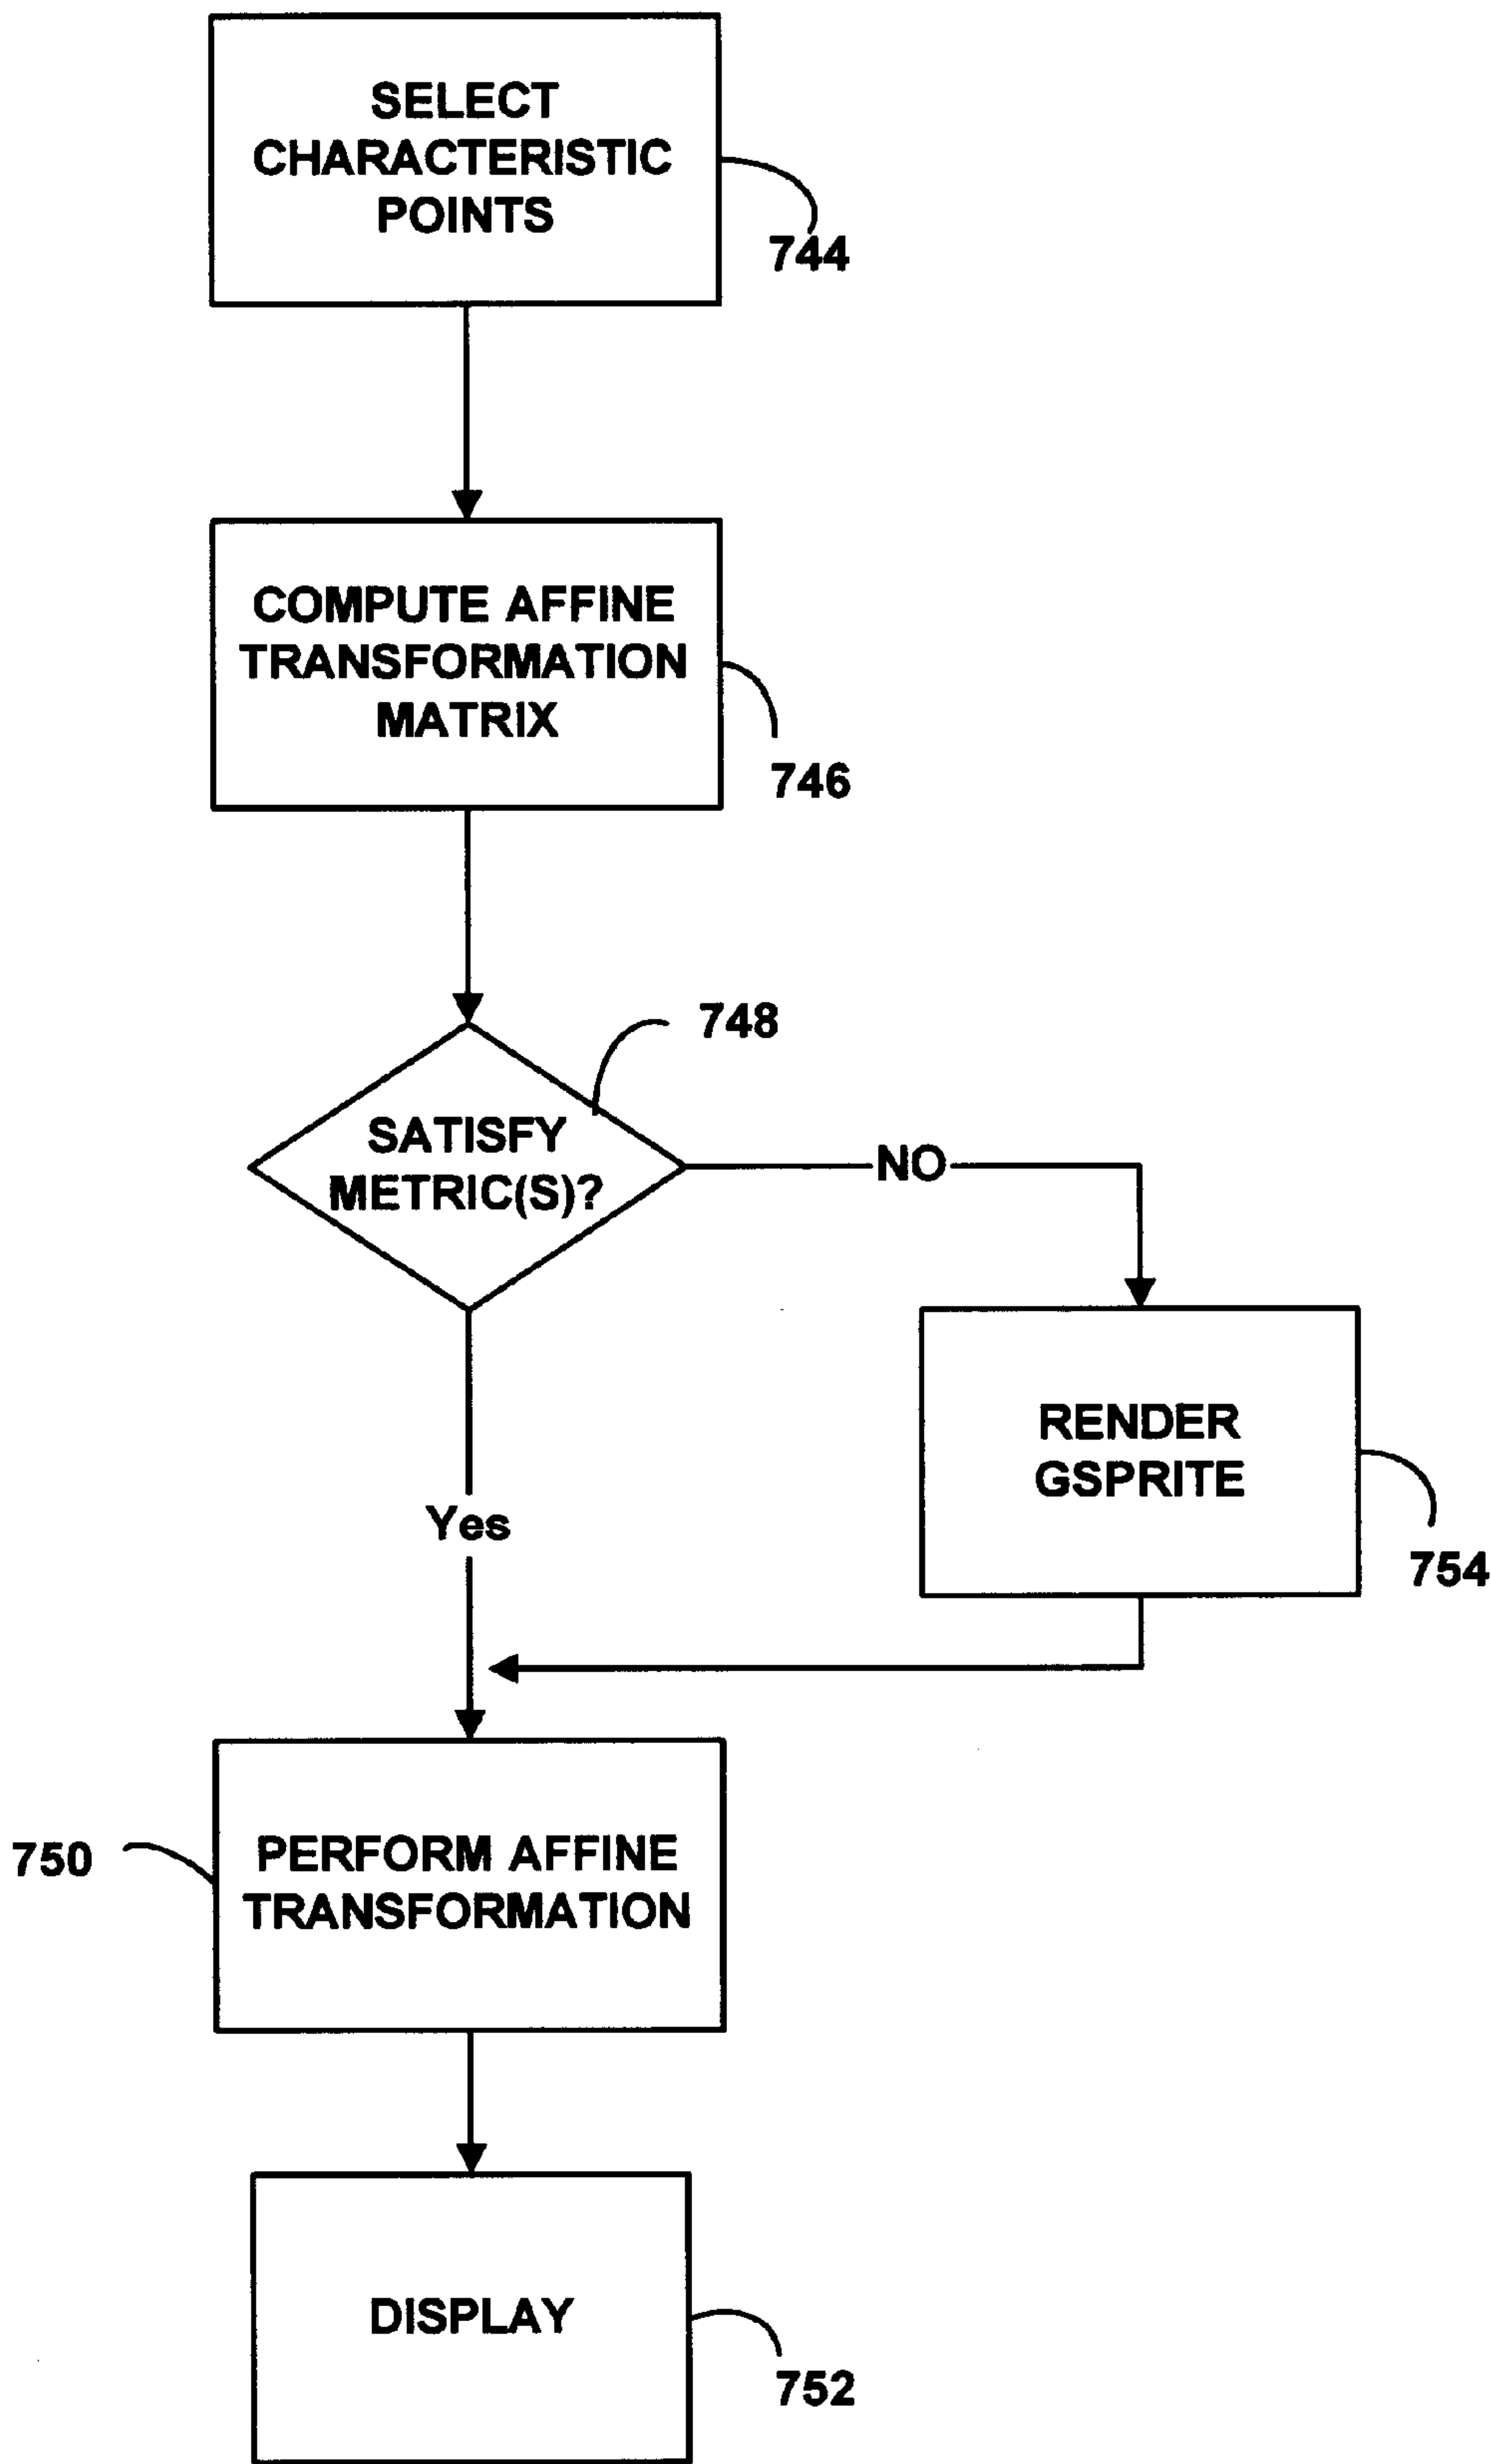 SELECT
CHARACTERISTIC
POINTS
744
COMPUTE AFFINE
TRANSFORMATION
MATRIX
746
748
SATISFY
METRIC(S)?
NO
RENDER
GSPRITE
754
Yes
750
PERFORM AFFINE
TRANSFORMATION
DISPLAY
752